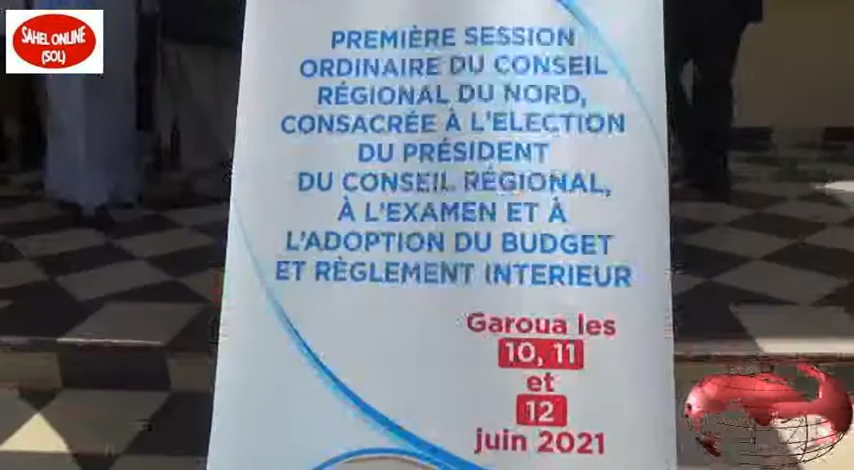 SAHEL ONLINE
(SOL)
PREMIÈRE SESSION
ORDINAIRE DU CONSEIL
RÉGIONAL DU NORD,
CONSACRÉE À L'ELECTION
DU PRÉSIDENT
DU CONSEIL RÉGIONAL,
À L'EXAMEN ET À
L'ADOPTION DU BUDGET
ET RÈGLEMENT INTERIEUR
Garoua les
10, 11
et
12
juin 2021